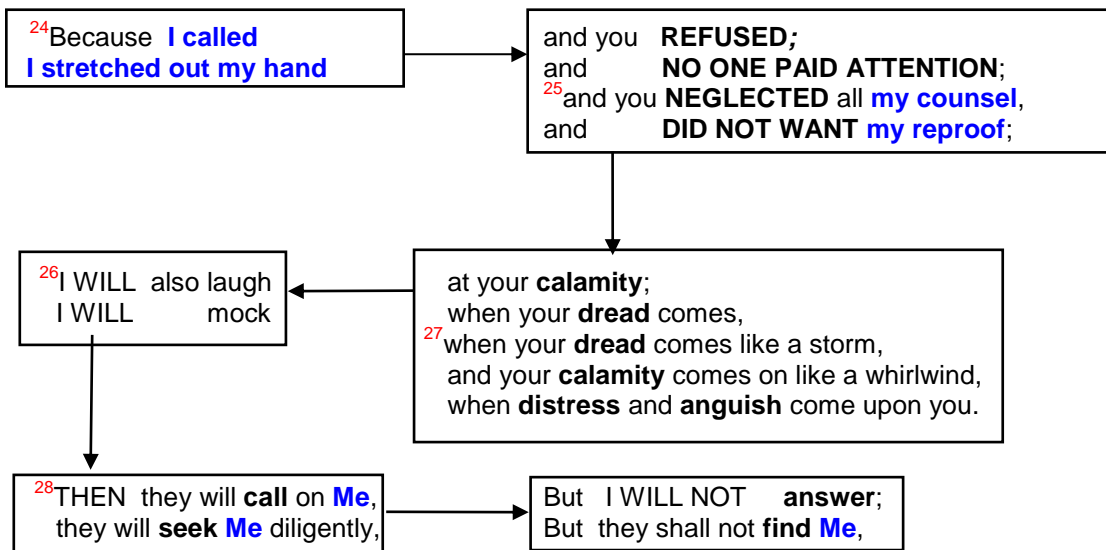 24Because I called
I stretched out my hand
and you REFUSED;
and NO ONE PAID ATTENTION;
25and you NEGLECTED all my counsel,
and DID NOT WANT my reproof;
26I WILL also laugh
I WILL mock
at your calamity;
when your dread comes,
27when your dread comes like a storm,
and your calamity comes on like a whirlwind,
when distress and anguish come upon you.
28THEN they will call on Me,
they will seek Me diligently,
But I WILL NOT answer;
But they shall not find Me,